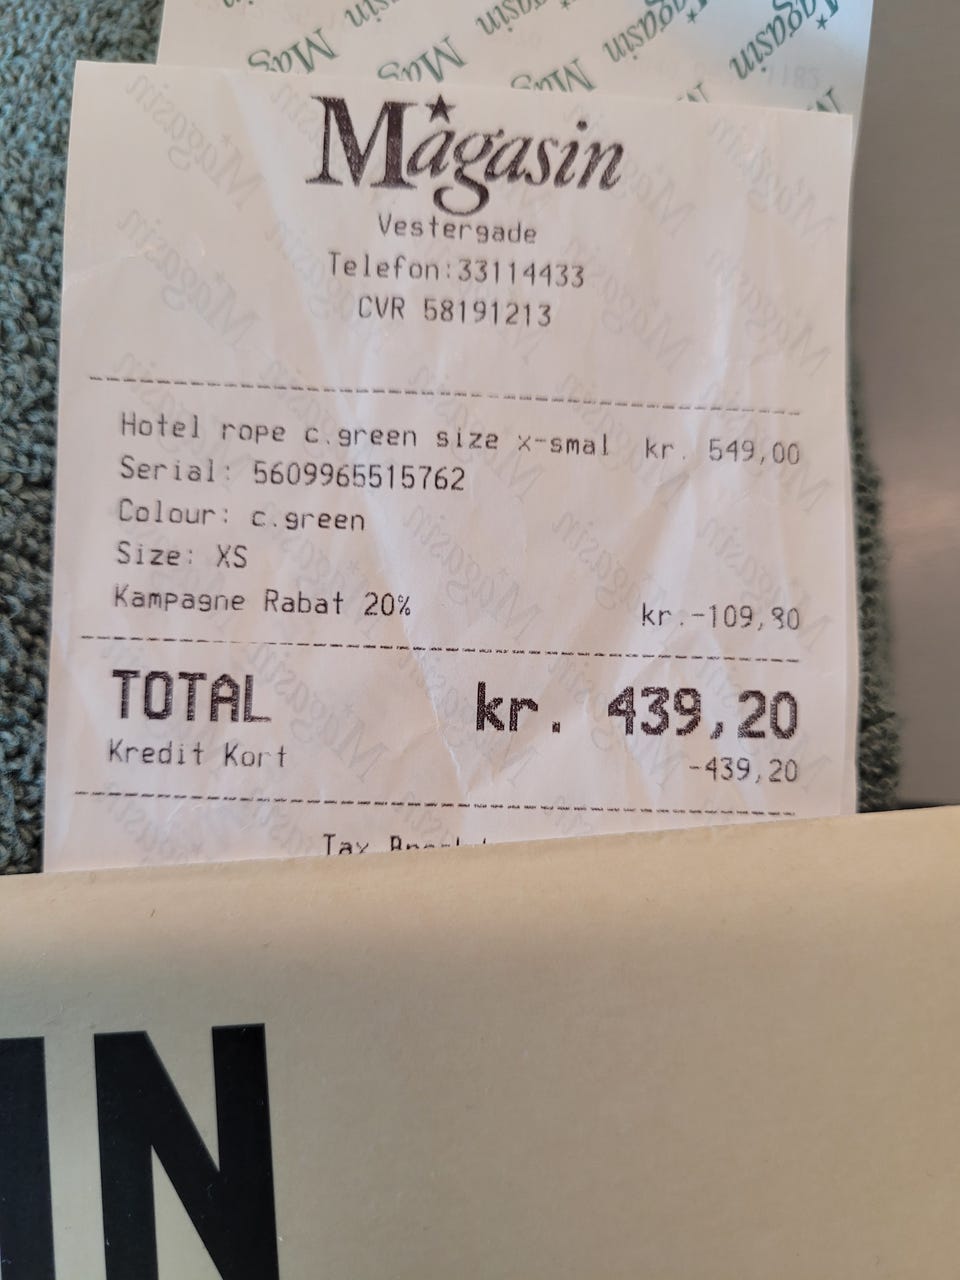 Magasin
Vestergade
Telefon:33114433
CVR 58191213
Hotel rope c.green size x-smal kr. 549,00
Serial: 5609965515762
Colour: c.green
Size: XS
Kampagne Rabat 20% kr.-109,80
TOTAL kr. 439,20
Kredit Kort -439,20
Tax
IN